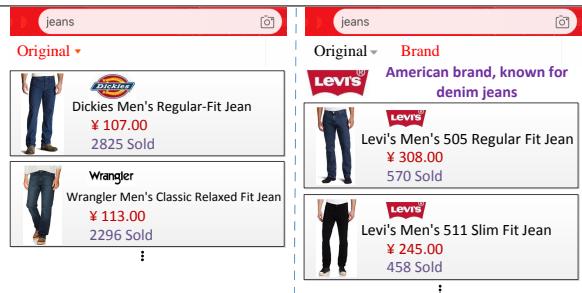 jeans
Original
Dickies
Dickies Men's Regular-Fit Jean
¥ 107.00
2825 Sold
Wrangler
Wrangler Men's Classic Relaxed Fit Jean
¥ 113.00
2296 Sold
jeans
Original Brand
LEVI'S®
American brand, known for
denim jeans
LEVI'S
Levi's Men's 505 Regular Fit Jean
¥ 308.00
570 Sold
LEVI'S
Levi's Men's 511 Slim Fit Jean
¥ 245.00
458 Sold